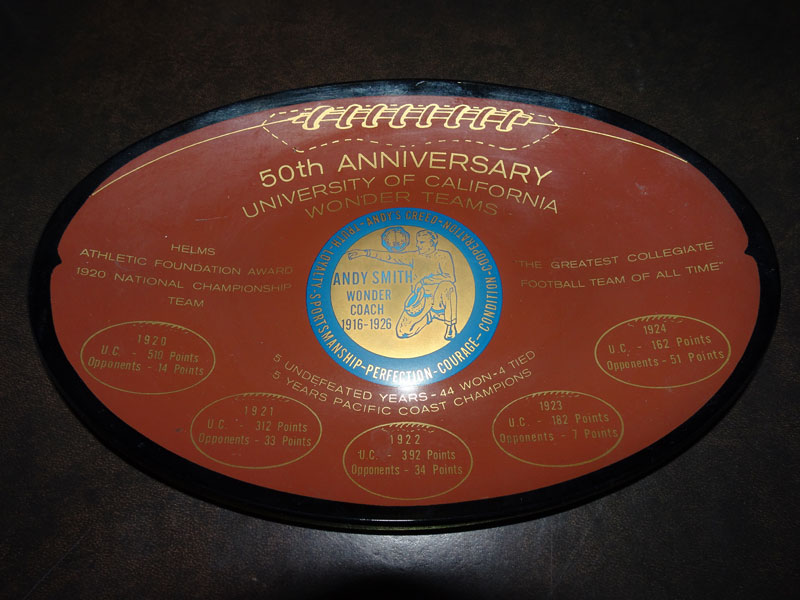 50th ANNIVERSARY
UNIVERSITY OF CALIFORNIA
WONDER TEAMS
HELMS
ATHLETIC FOUNDATION AWARD
1920 NATIONAL CHAMPIONSHIP
TEAM
TRUTH-ANDY'S CREED-NATION-COOPERATION-CONDITION-COURAGE-PERFECTION-SPORTSMANSHIP-LOYALTY-
ANDY SMITH
WONDER
COACH
1916-1926
"THE GREATEST COLLEGIATE
FOOTBALL TEAM OF ALL TIME"
5 UNDEFEATED YEARS-44 WON-4 TIED
5 YEARS PACIFIC COAST CHAMPIONS
1920
U.C. - 510 Points
Opponents - 14 Points
1921
U.C. - 312 Points
Opponents - 33 Points
1922
U.C. - 392 Points
Opponents - 34 Points
1923
U.C. - 182 Points
Opponents - 7 Points
1924
U.C. - 162 Points
Opponents - 51 Points